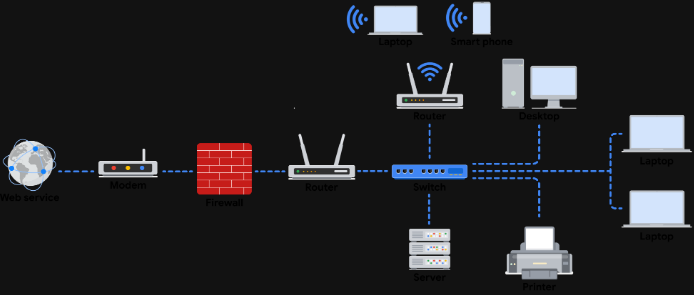 Laptop
Smart phone
Router
Desktop
Laptop
Web service
Modem
Firewall
Router
Switch
Laptop
Server
Printer